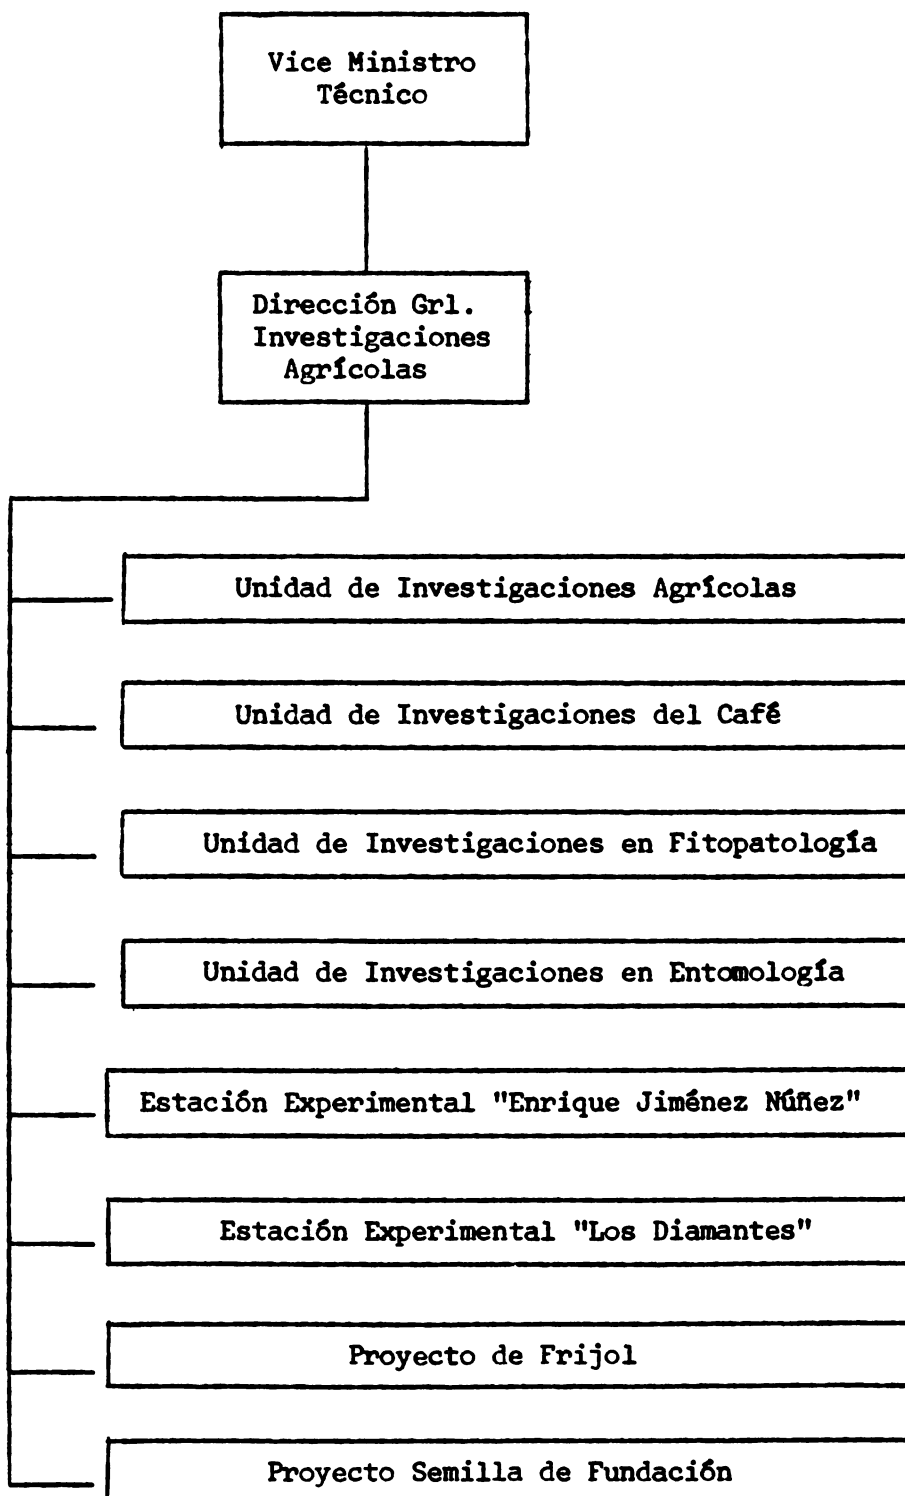 Vice Ministro
Técnico
Dirección Grl.
Investigaciones
Agrícolas
Unidad de Investigaciones Agrícolas
Unidad de Investigaciones del Café
Unidad de Investigaciones en Fitopatología
Unidad de Investigaciones en Entomología
Estación Experimental "Enrique Jiménez Núñez"
Estación Experimental "Los Diamantes"
Proyecto de Frijol
Proyecto Semilla de Fundación